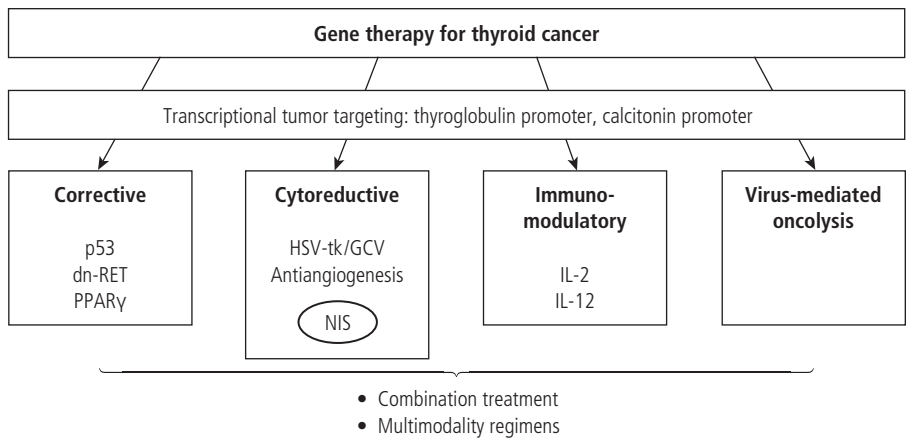 Gene therapy for thyroid cancer
Transcriptional tumor targeting: thyroglobulin promoter, calcitonin promoter
Corrective
p53
dn-RET
PPARγ
Cytoreductive
HSV-tk/GCV
Antiangiogenesis
NIS
Immuno-
modulatory
IL-2
IL-12
Virus-mediated
oncolysis
• Combination treatment
• Multimodality regimens